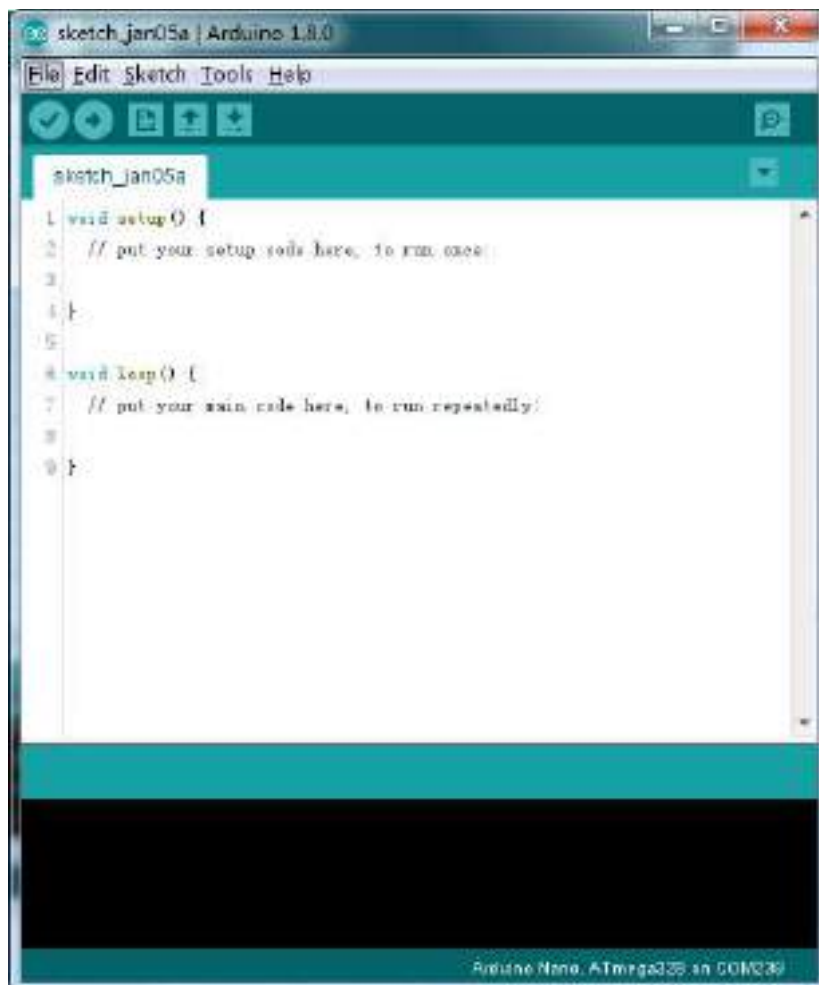 sketch_jan05a | Arduino 1.8.0
File Edit Sketch Tools Help
sketch_jan05a
1 void setup() {
2 // put your setup code here, to run once:
3
4 }
5
6 void loop() {
7 // put your main code here, to run repeatedly:
8
9 }
Arduino Nano, ATmega328 on